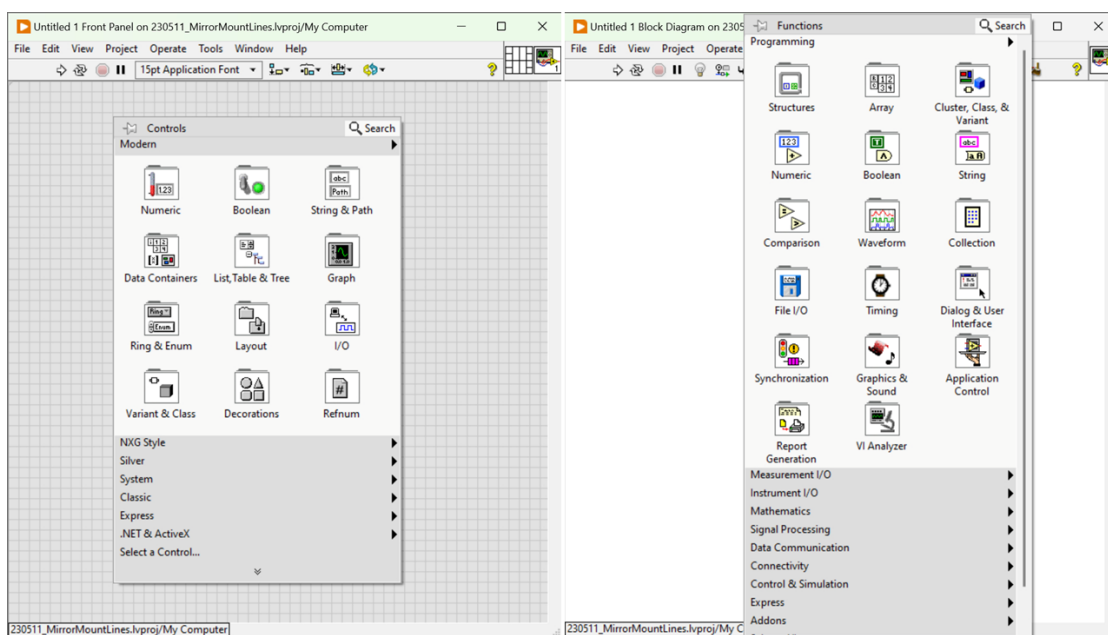 Untitled 1 Front Panel on 230511_MirrorMountLines.lvproj/My Computer
File Edit View Project Operate Tools Window Help
15pt Application Font
Controls
Search
Modern
Numeric
Boolean
String & Path
Data Containers
List, Table & Tree
Graph
Ring & Enum
Layout
I/O
Variant & Class
Decorations
Refnum
NXG Style
Silver
System
Classic
Express
.NET & ActiveX
Select a Control...
230511_MirrorMountLines.lvproj/My Computer
Untitled 1 Block Diagram on 2305
File Edit View Project Operate
Functions
Search
Programming
Structures
Array
Cluster, Class, &
Variant
Numeric
Boolean
String
Comparison
Waveform
Collection
File I/O
Timing
Dialog & User
Interface
Synchronization
Graphics &
Sound
Application
Control
Report
Generation
VI Analyzer
Measurement I/O
Instrument I/O
Mathematics
Signal Processing
Data Communication
Connectivity
Control & Simulation
Express
Addons
230511_MirrorMountLines.lvproj/My C